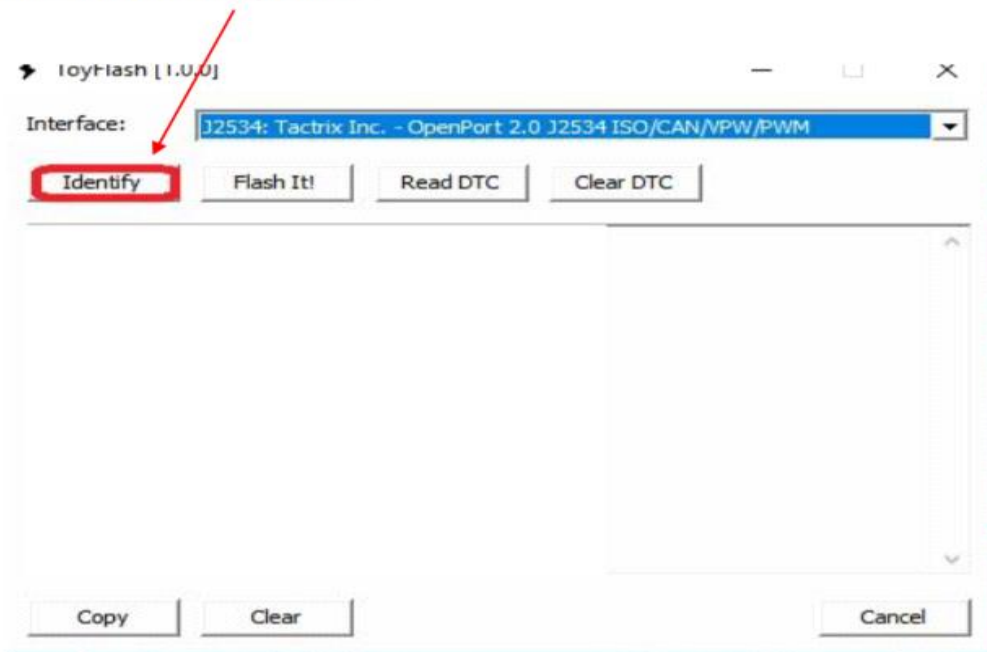 ToyFlash [1.0.0]
Interface: J2534: Tactrix Inc. - OpenPort 2.0 J2534 ISO/CAN/VPW/PWM
Identify Flash It! Read DTC Clear DTC
Copy Clear Cancel